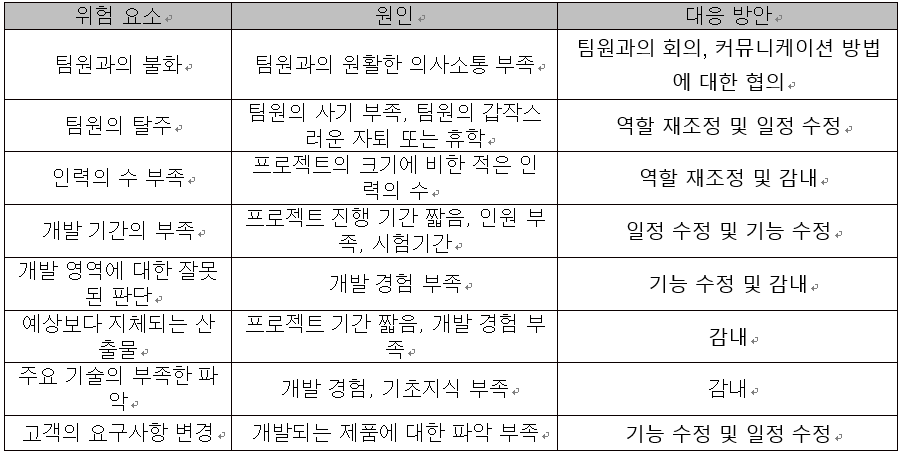 위험 요소
원인
대응 방안
팀원과의 불화
팀원과의 원활한 의사소통 부족
팀원과의 회의, 커뮤니케이션 방법
에 대한 협의
팀원의 탈주
팀원의 사기 부족, 팀원의 갑작스
러운 자퇴 또는 휴학
역할 재조정 및 일정 수정
인력의 수 부족
프로젝트의 크기에 비한 적은 인
력의 수
역할 재조정 및 감내
개발 기간의 부족
프로젝트 진행 기간 짧음, 인원 부
족, 시험기간
일정 수정 및 기능 수정
개발 영역에 대한 잘못
된 판단
개발 경험 부족
기능 수정 및 감내
예상보다 지체되는 산
출물
프로젝트 기간 짧음, 개발 경험 부
족
감내
주요 기술의 부족한 파
악
개발 경험, 기초지식 부족
감내
고객의 요구사항 변경
개발되는 제품에 대한 파악 부족
기능 수정 및 일정 수정